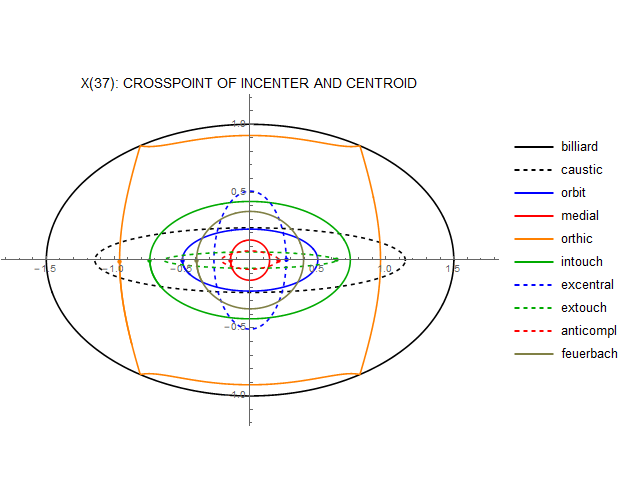 X(37): CROSSPOINT OF INCENTER AND CENTROID
1.0
0.5
-1.5
-1.0
-0.5
0.5
1.0
1.5
-0.5
-1.0
billiard
caustic
orbit
medial
orthic
intouch
excentral
extouch
anticompl
feuerbach